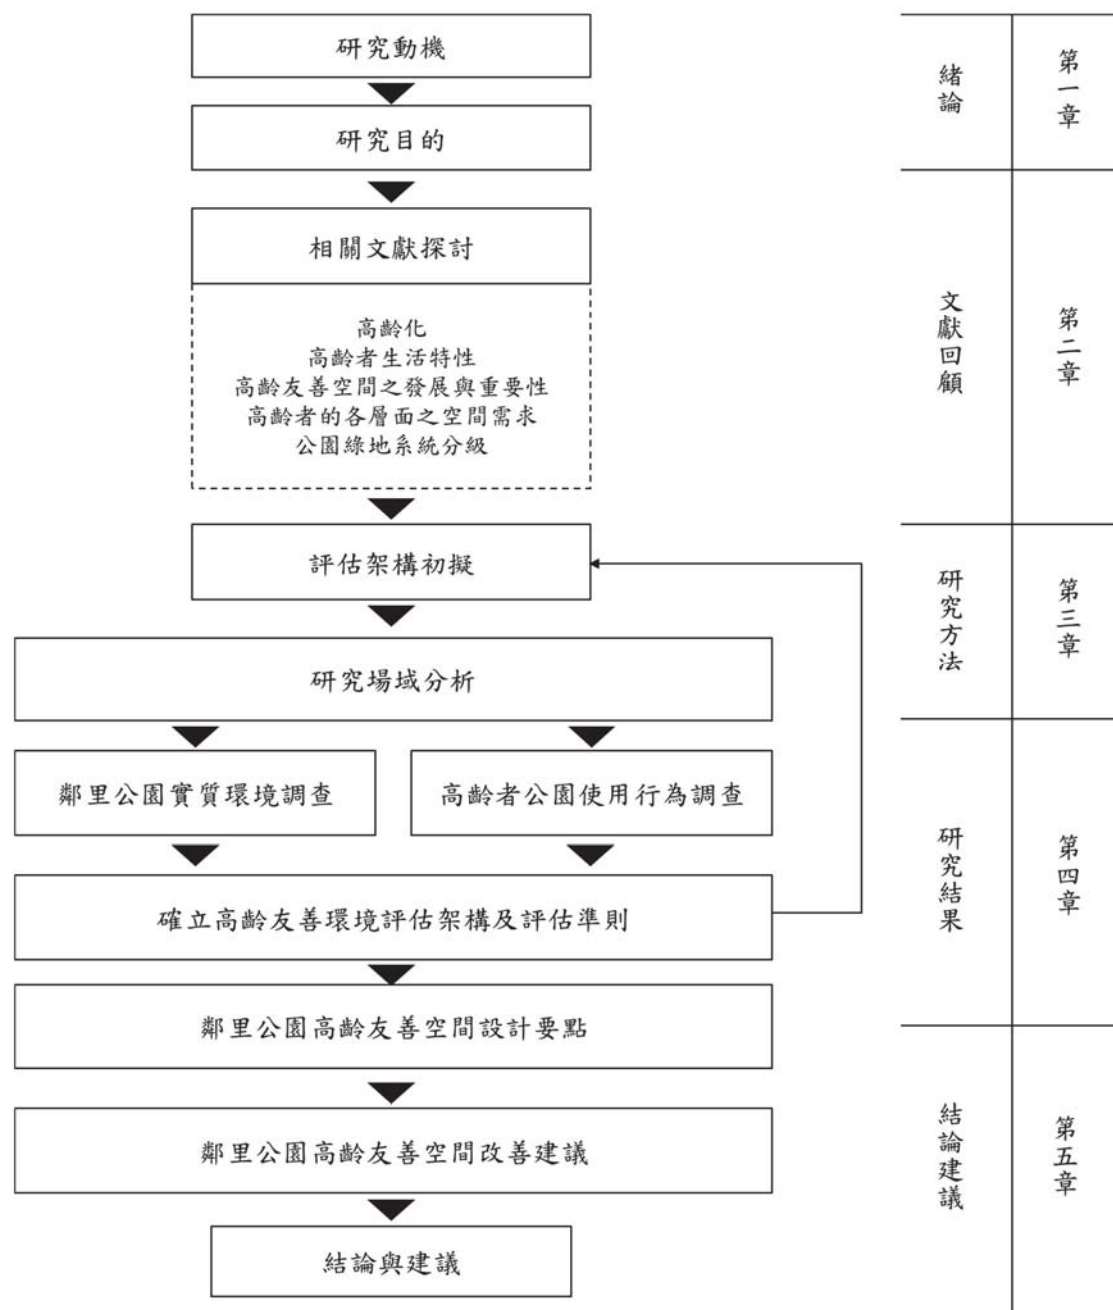 研究動機
研究目的
相關文獻探討
高齡化
高齡者生活特性
高齡友善空間之發展與重要性
高齡者的各層面之空間需求
公園綠地系統分級
評估架構初擬
研究場域分析
鄰里公園實質環境調查
高齡者公園使用行為調查
確立高齡友善環境評估架構及評估準則
鄰里公園高齡友善空間設計要點
鄰里公園高齡友善空間改善建議
結論與建議
緒論
第一章
文獻回顧
第二章
研究方法
第三章
研究結果
第四章
結論建議
第五章